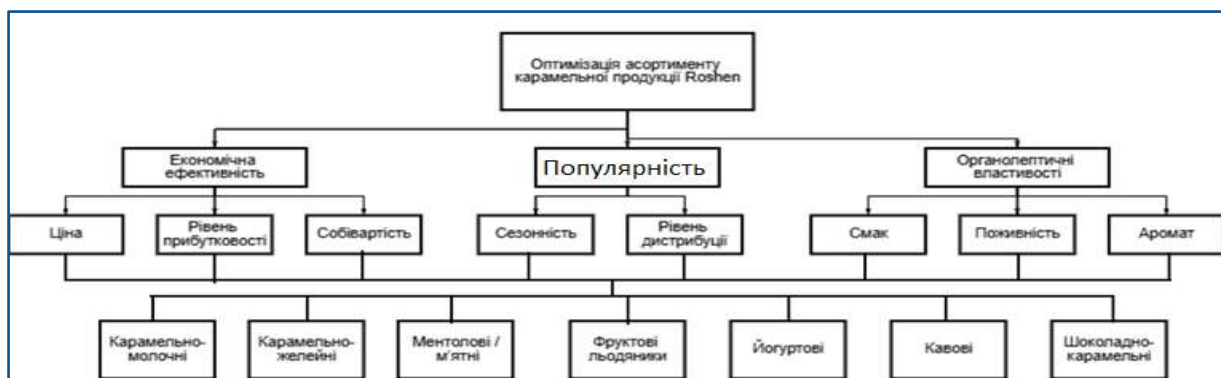 Оптимізація асортименту
карамельної продукції Roshen
Економічна
ефективність
Популярність
Органолептичні
властивості
Ціна
Рівень
прибутковості
Собівартість
Сезонність
Рівень
дистрибуції
Смак
Поживність
Аромат
Карамельно-
молочні
Карамельно-
желейні
Ментолові /
м'ятні
Фруктові
льодяники
Йогуртові
Кавові
Шоколадно-
карамельні